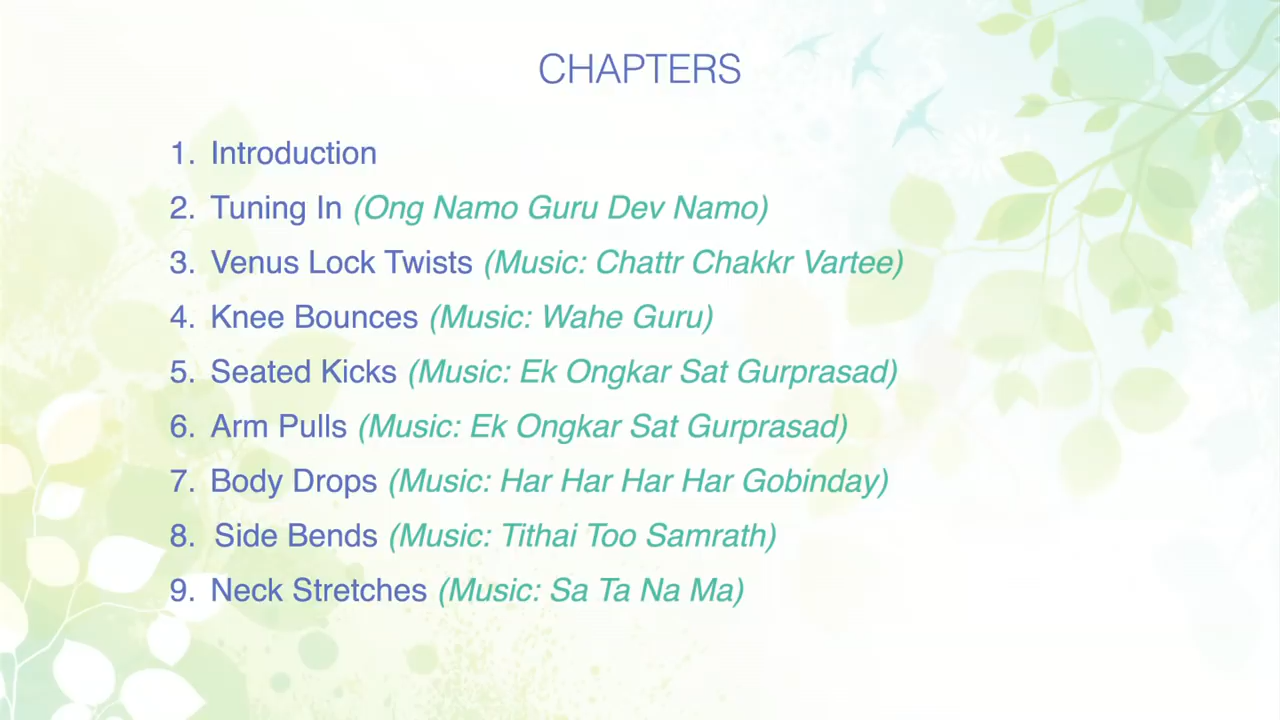 CHAPTERS
1. Introduction
2. Tuning In (Ong Namo Guru Dev Namo)
3. Venus Lock Twists (Music: Chattr Chakkr Vartee)
4. Knee Bounces (Music: Wahe Guru)
5. Seated Kicks (Music: Ek Ongkar Sat Gurprasad)
6. Arm Pulls (Music: Ek Ongkar Sat Gurprasad)
7. Body Drops (Music: Har Har Har Har Gobinday)
8. Side Bends (Music: Tithai Too Samrath)
9. Neck Stretches (Music: Sa Ta Na Ma)